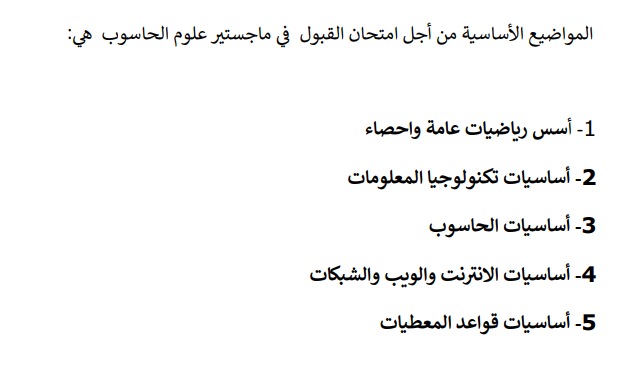 المواضيع الأساسية من أجل امتحان القبول في ماجستير علوم الحاسوب هي:
1- أسس رياضيات عامة واحصاء
2- أساسيات تكنولوجيا المعلومات
3- أساسيات الحاسوب
4- أساسيات الانترنت والويب والشبكات
5- أساسيات قواعد المعطيات